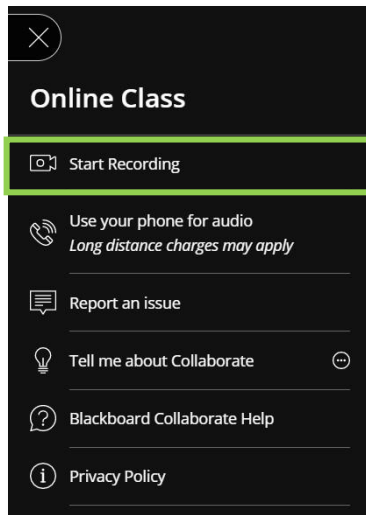 Online Class
Start Recording
Use your phone for audio
Long distance charges may apply
Report an issue
Tell me about Collaborate
Blackboard Collaborate Help
Privacy Policy